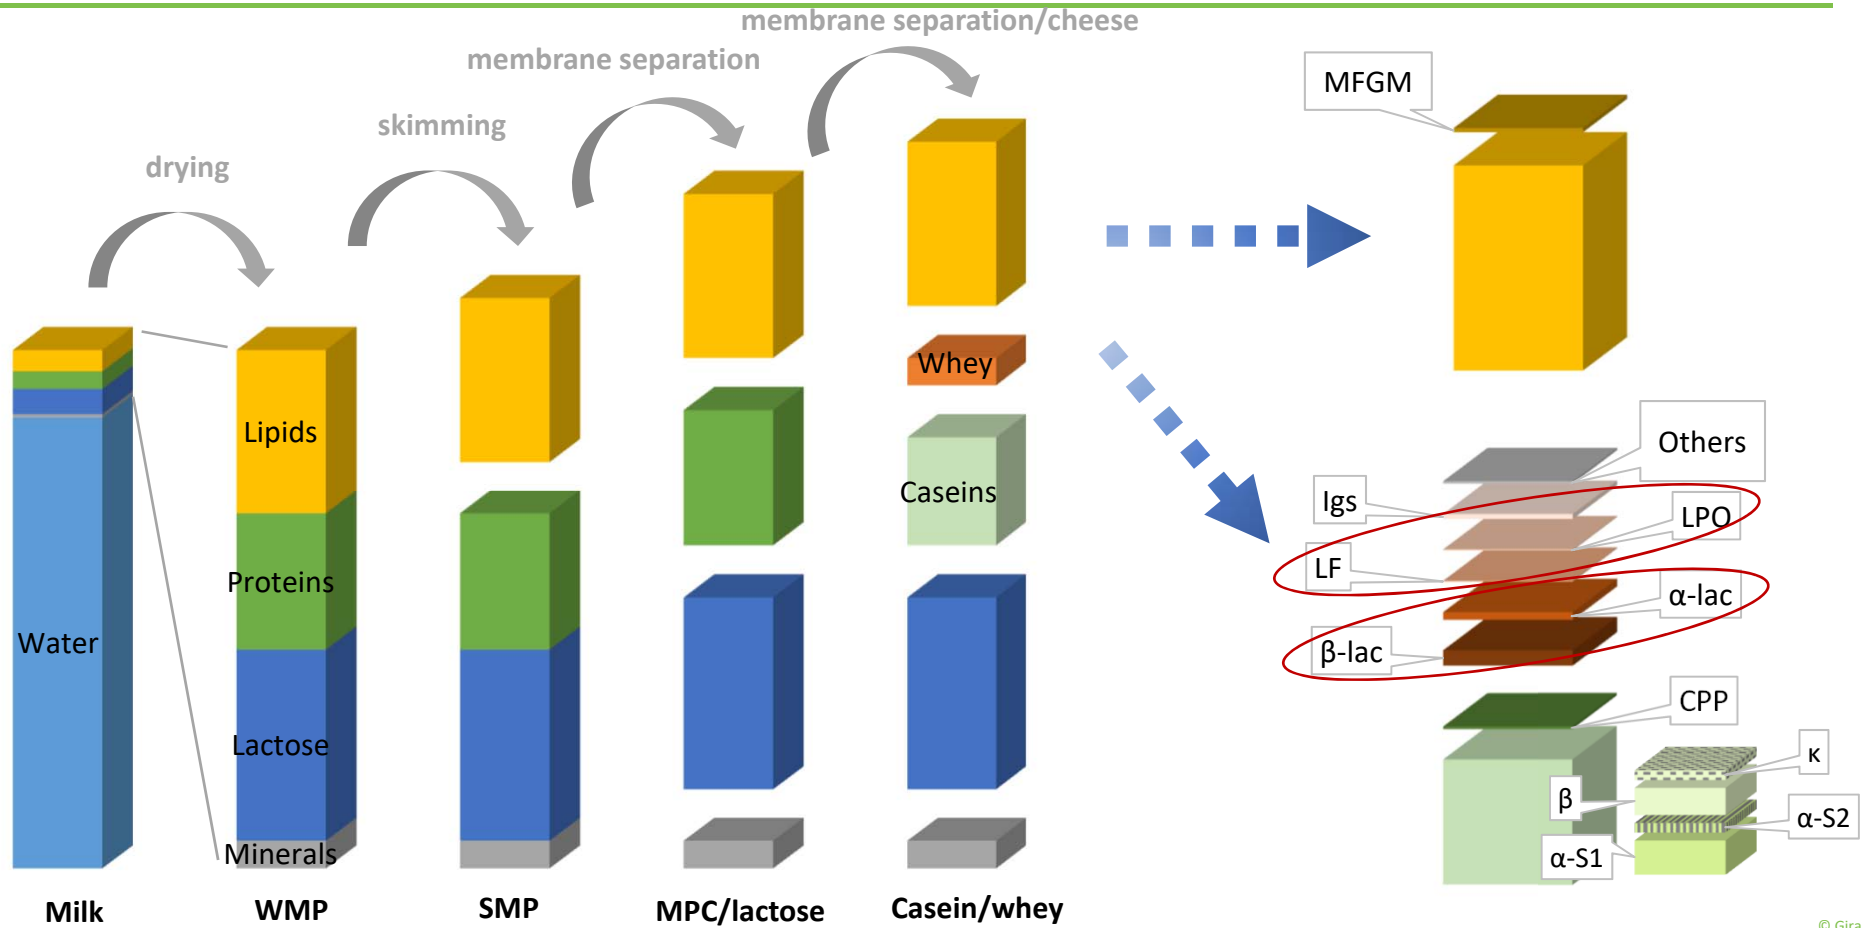 membrane separation/cheese
membrane separation
skimming
drying
MFGM
Others
Igs
LPO
LF
α-lac
β-lac
CPP
κ
β
α-S2
α-S1
Whey
Caseins
Lipids
Proteins
Water
Lactose
Minerals
Milk
WMP
SMP
MPC/lactose
Casein/whey
© Gira